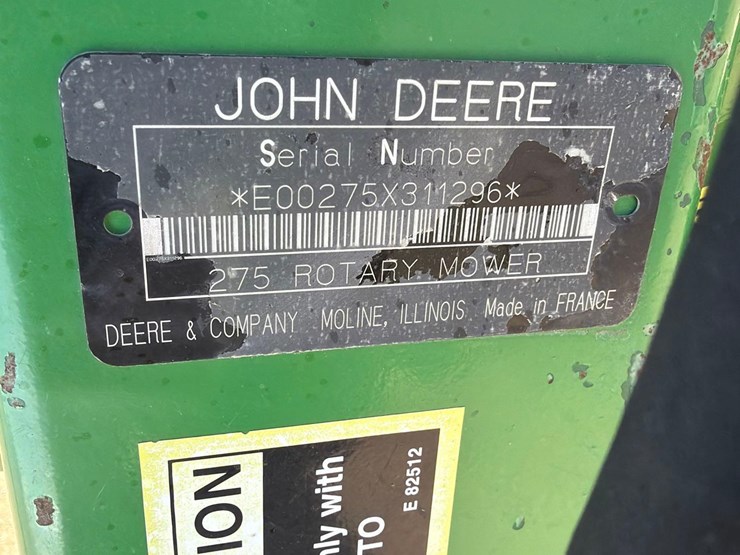 JOHN DEERE
Serial Number
*E00275X311296*
275 ROTARY MOWER
DEERE & COMPANY MOLINE, ILLINOIS Made in FRANCE
ION
nly with
TO
E 82512